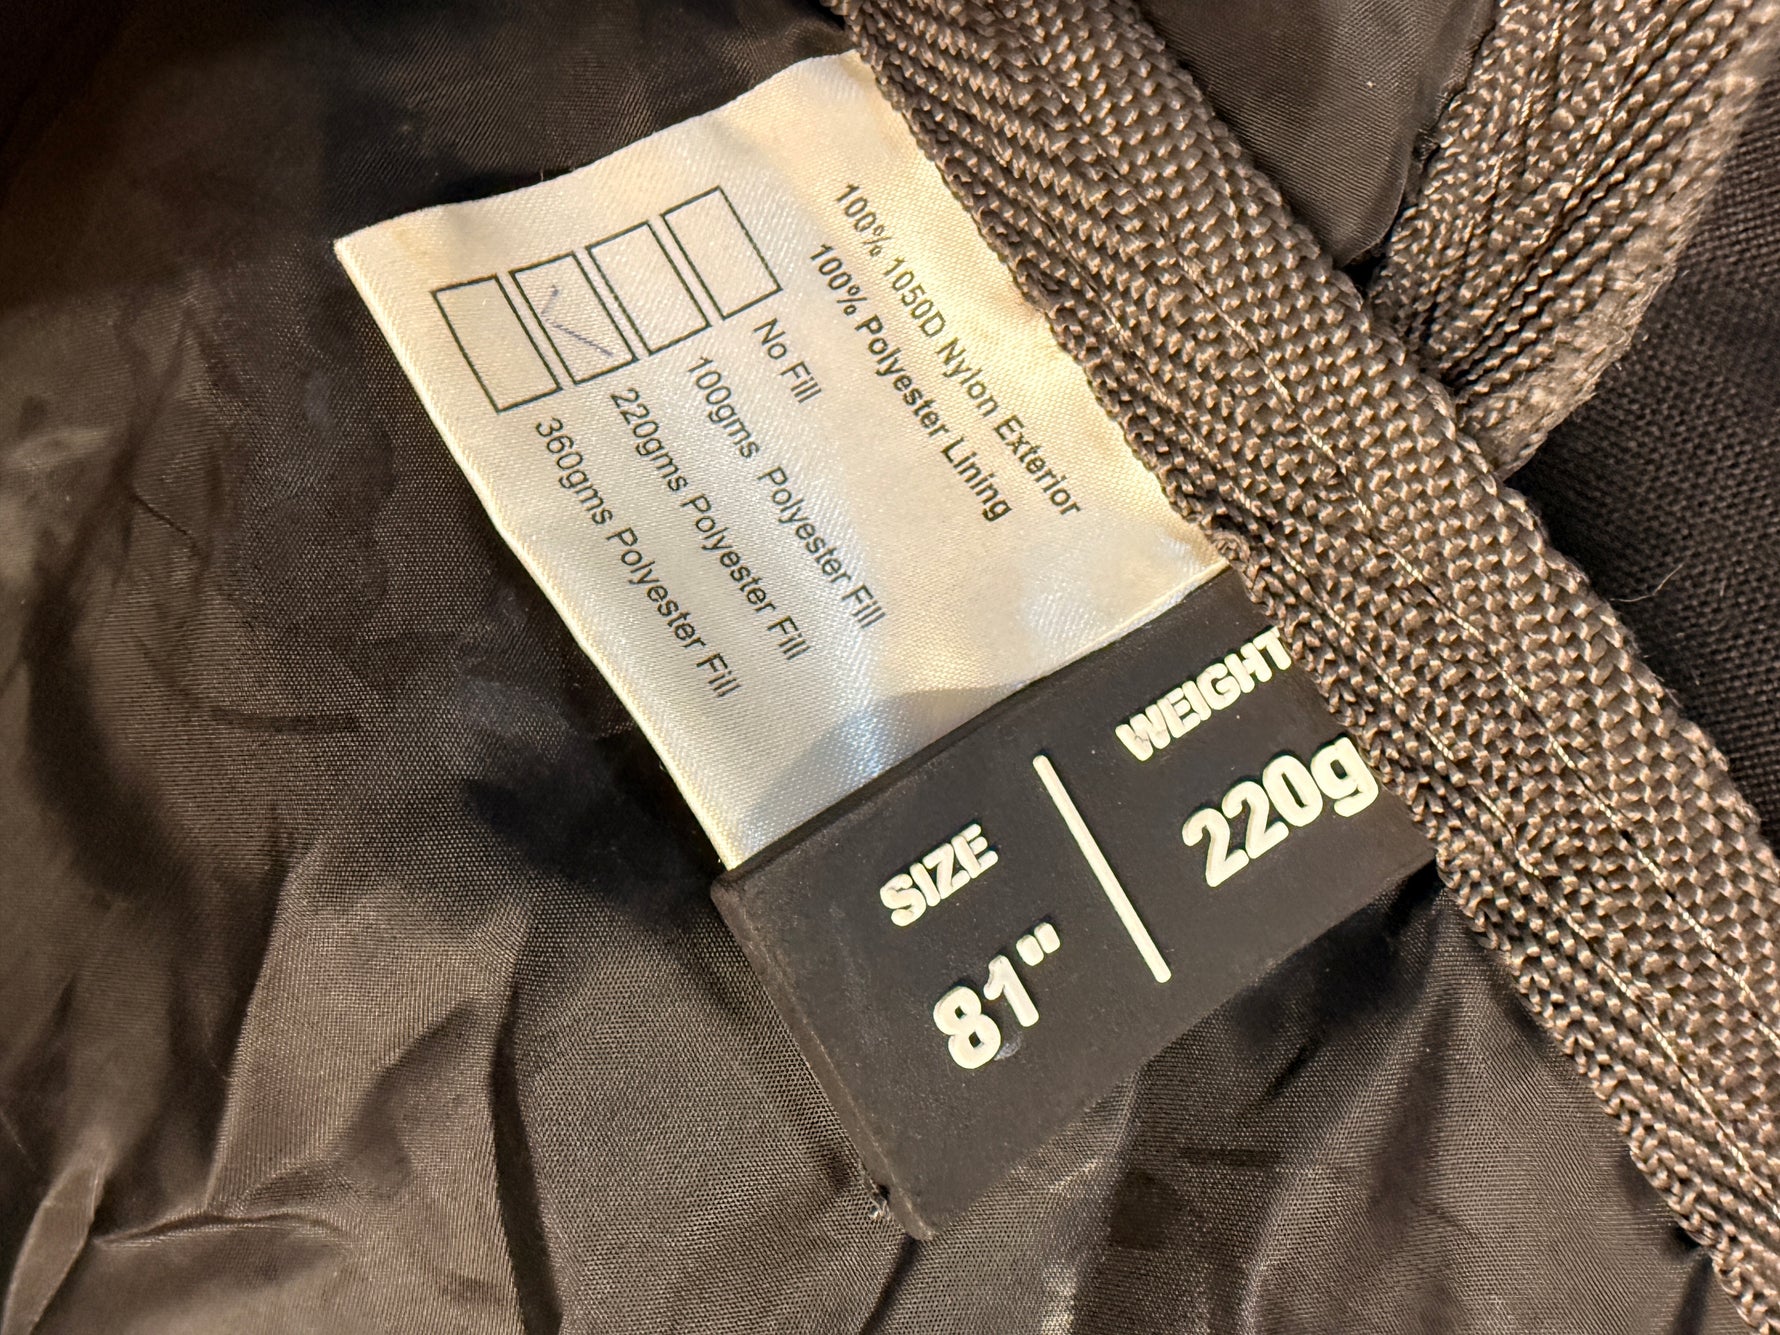 100% 1050D Nylon Exterior
100% Polyester Lining
No Fill
100gms Polyester Fill
220gms Polyester Fill
360gms Polyester Fill
SIZE
81"
WEIGHT
220g